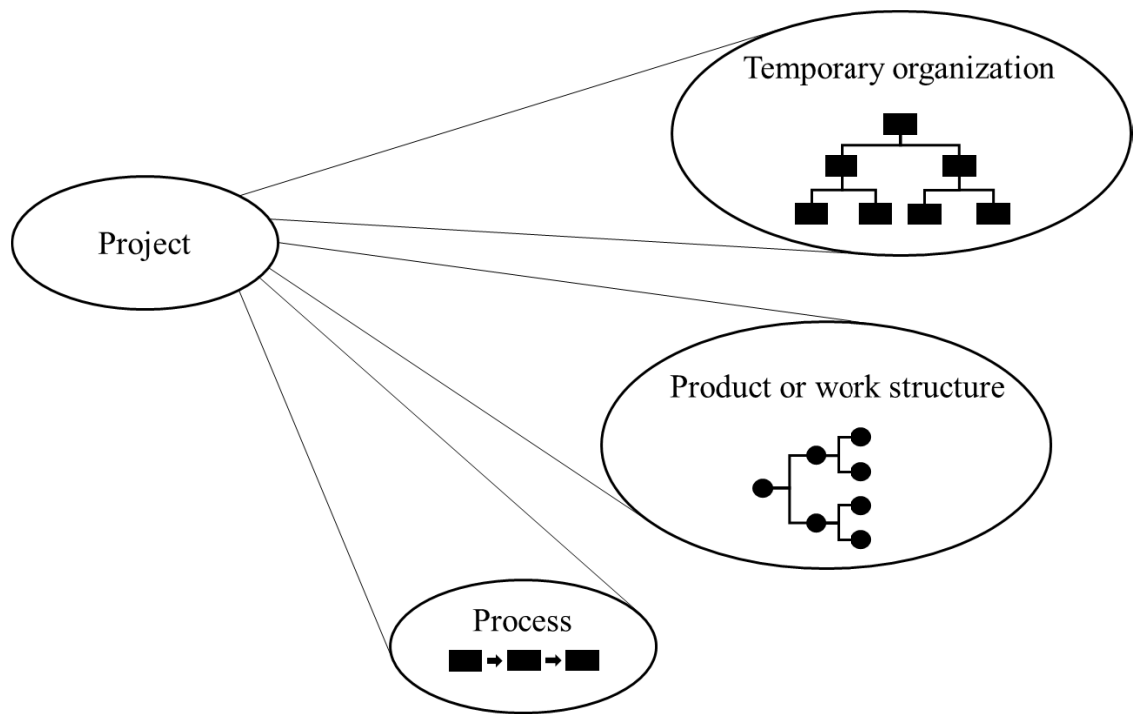 Temporary organization
Project
Product or work structure
Process